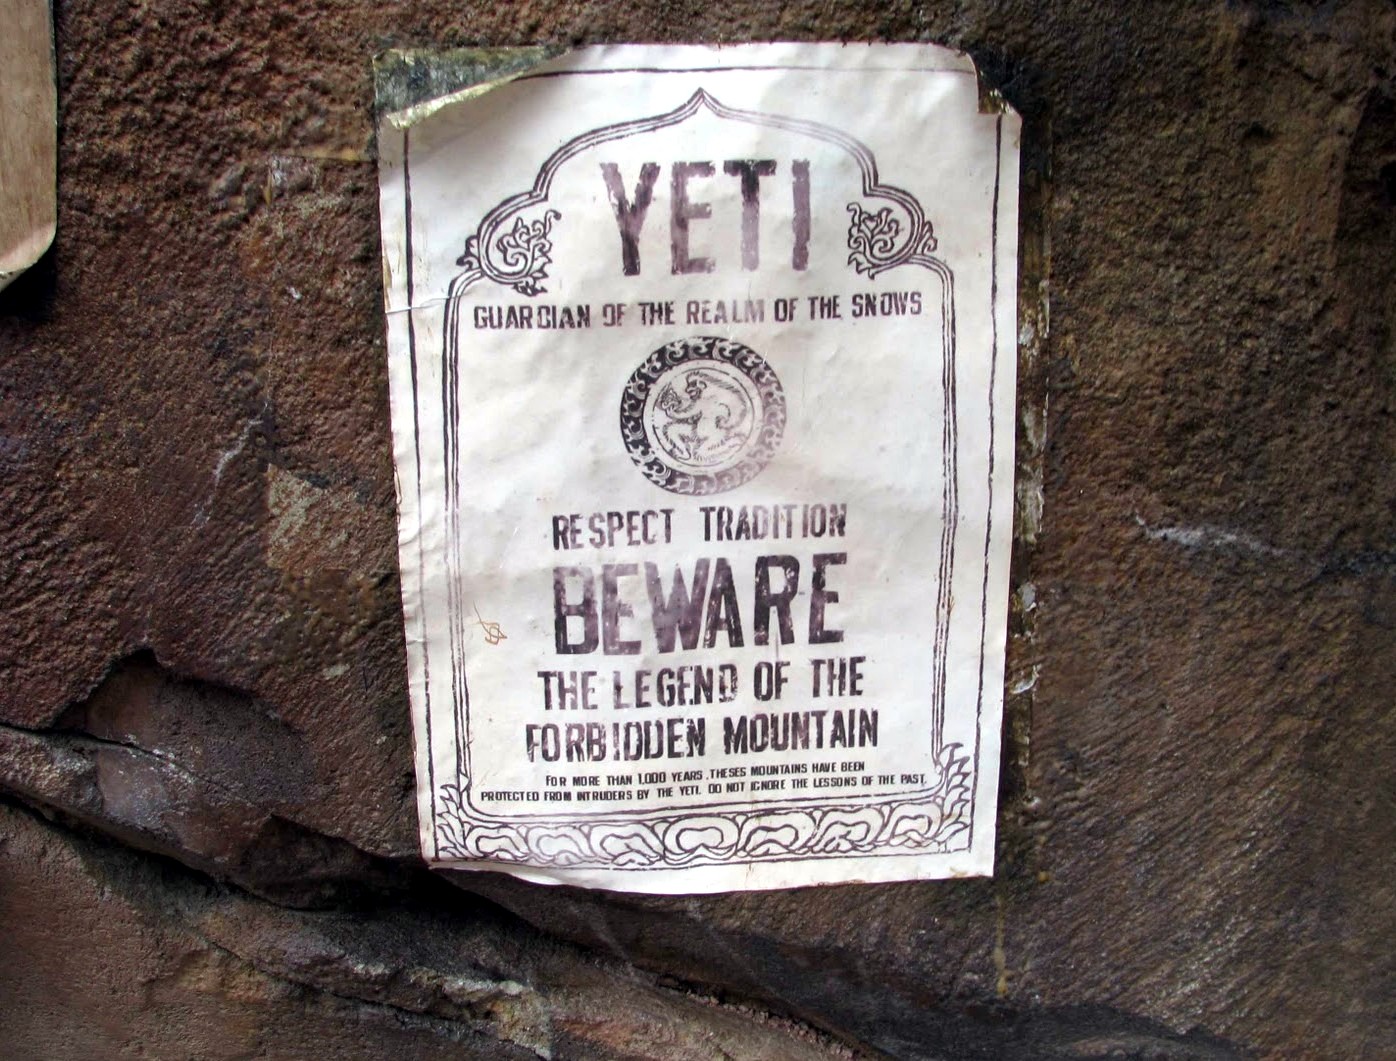 YETI
GUARDIAN OF THE REALM OF THE SNOWS
RESPECT TRADITION
BEWARE
THE LEGEND OF THE
FORBIDDEN MOUNTAIN
FOR MORE THAN 1,000 YEARS, THESES MOUNTAINS HAVE BEEN
PROTECTED FROM INTRUDERS BY THE YETI. DO NOT IGNORE THE LESSONS OF THE PAST.